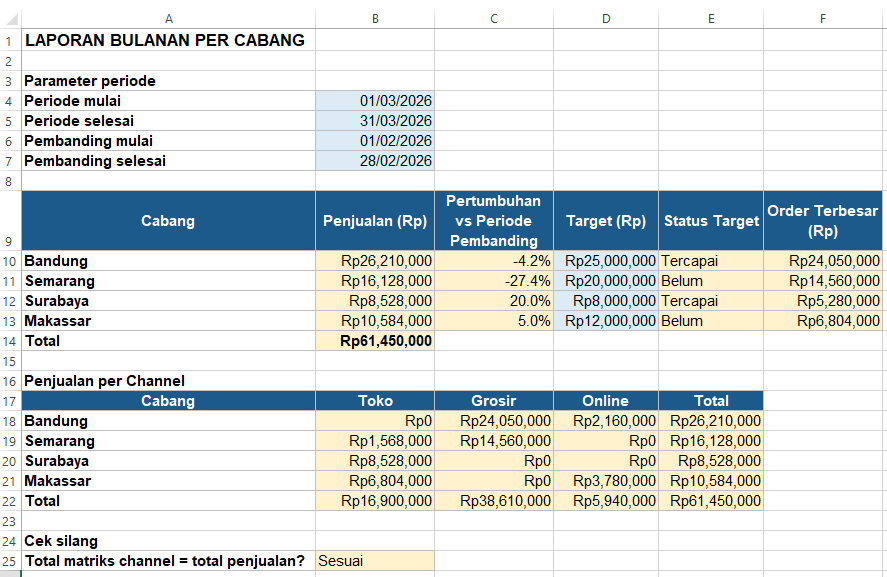 A B C D E F
1 LAPORAN BULANAN PER CABANG
2
3 Parameter periode
4 Periode mulai 01/03/2026
5 Periode selesai 31/03/2026
6 Pembanding mulai 01/02/2026
7 Pembanding selesai 28/02/2026
8
9 Cabang Penjualan (Rp) Pertumbuhan vs Periode Pembanding Target (Rp) Status Target Order Terbesar (Rp)
10 Bandung Rp26,210,000 -4.2% Rp25,000,000 Tercapai Rp24,050,000
11 Semarang Rp16,128,000 -27.4% Rp20,000,000 Belum Rp14,560,000
12 Surabaya Rp8,528,000 20.0% Rp8,000,000 Tercapai Rp5,280,000
13 Makassar Rp10,584,000 5.0% Rp12,000,000 Belum Rp6,804,000
14 Total Rp61,450,000
15
16 Penjualan per Channel
17 Cabang Toko Grosir Online Total
18 Bandung Rp0 Rp24,050,000 Rp2,160,000 Rp26,210,000
19 Semarang Rp1,568,000 Rp14,560,000 Rp0 Rp16,128,000
20 Surabaya Rp8,528,000 Rp0 Rp0 Rp8,528,000
21 Makassar Rp6,804,000 Rp0 Rp3,780,000 Rp10,584,000
22 Total Rp16,900,000 Rp38,610,000 Rp5,940,000 Rp61,450,000
23
24 Cek silang
25 Total matriks channel = total penjualan? Sesuai